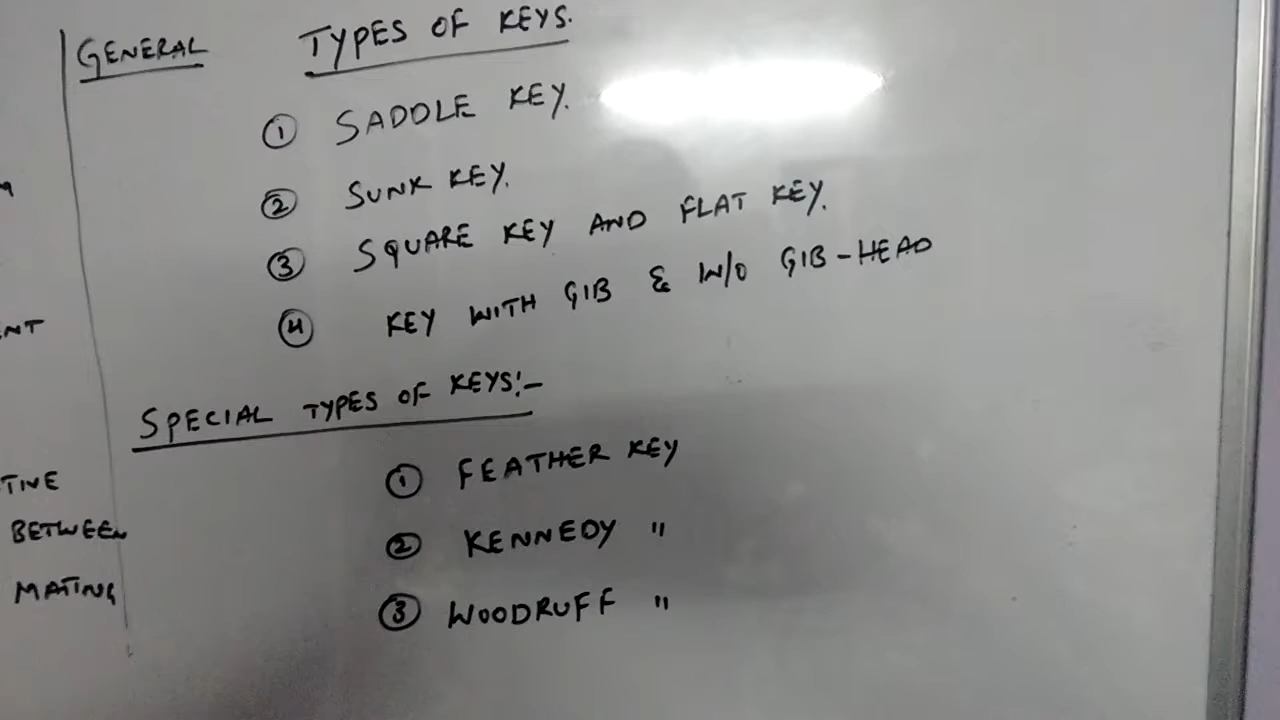 GENERAL TYPES OF KEYS.
① SADDLE KEY.
② SUNK KEY.
③ SQUARE KEY AND FLAT KEY.
④ KEY WITH GIB & W/O GIB-HEAD
SPECIAL TYPES OF KEYS:-
① FEATHER KEY
② KENNEDY "
③ WOODRUFF "
ENT
TIVE
BETWEEN
MATING